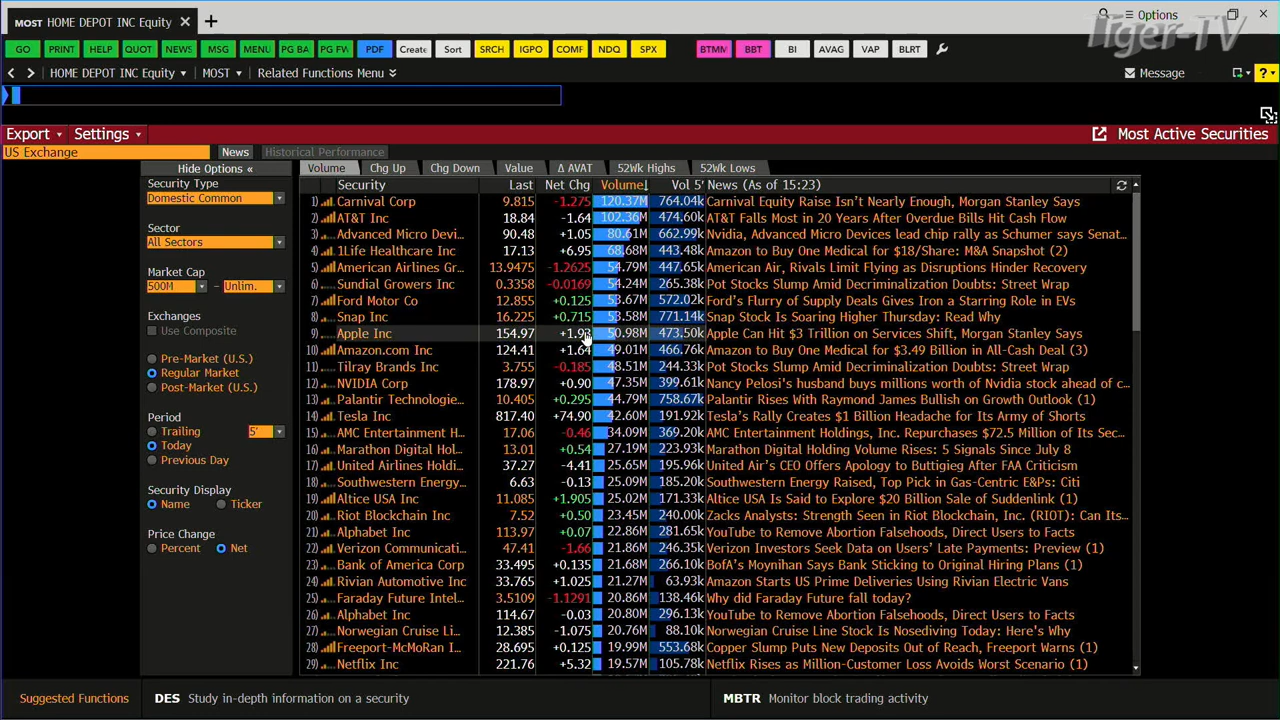 MOST HOME DEPOT INC Equity
Options
Tiger-TV
GO PRINT HELP QUOT NEWS MSG MENU PG BA PG FW PDF Create Sort SRCH IGPO COMF NDQ SPX BTMM BBT BI AVAG VAP BLRT
HOME DEPOT INC Equity MOST Related Functions Menu Message ?
Export Settings Most Active Securities
US Exchange News Historical Performance
Hide Options « Volume Chg Up Chg Down Value Δ AVAT 52Wk Highs 52Wk Lows
Security Type
Domestic Common
Sector
All Sectors
Market Cap
500M – Unlim.
Exchanges
Use Composite
Pre-Market (U.S.)
Regular Market
Post-Market (U.S.)
Period
Trailing 5'
Today
Previous Day
Security Display
Name Ticker
Price Change
Percent Net
Security Last Net Chg Volume↓ Vol 5' News (As of 15:23)
1) Carnival Corp 9.815 -1.275 120.37M 764.04k Carnival Equity Raise Isn't Nearly Enough, Morgan Stanley Says
2) AT&T Inc 18.84 -1.64 102.36M 474.60k AT&T Falls Most in 20 Years After Overdue Bills Hit Cash Flow
3) Advanced Micro Devi… 90.48 +1.05 80.61M 662.99k Nvidia, Advanced Micro Devices lead chip rally as Schumer says Senat…
4) 1Life Healthcare Inc 17.13 +6.95 68.68M 443.48k Amazon to Buy One Medical for $18/Share: M&A Snapshot (2)
5) American Airlines Gr… 13.9475 -1.2625 54.79M 447.65k American Air, Rivals Limit Flying as Disruptions Hinder Recovery
6) Sundial Growers Inc 0.3358 -0.0169 54.24M 265.38k Pot Stocks Slump Amid Decriminalization Doubts: Street Wrap
7) Ford Motor Co 12.855 +0.125 53.67M 572.02k Ford's Flurry of Supply Deals Gives Iron a Starring Role in EVs
8) Snap Inc 16.225 +0.715 53.58M 771.14k Snap Stock Is Soaring Higher Thursday: Read Why
9) Apple Inc 154.97 50.98M 473.50k Apple Can Hit $3 Trillion on Services Shift, Morgan Stanley Says
10) Amazon.com Inc 124.41 +1.64 49.01M 466.76k Amazon to Buy One Medical for $3.49 Billion in All-Cash Deal (3)
11) Tilray Brands Inc 3.755 -0.185 48.51M 244.33k Pot Stocks Slump Amid Decriminalization Doubts: Street Wrap
12) NVIDIA Corp 178.97 +0.90 47.35M 399.61k Nancy Pelosi's husband buys millions worth of Nvidia stock ahead of c…
13) Palantir Technologie… 10.405 +0.295 44.79M 758.67k Palantir Rises With Raymond James Bullish on Growth Outlook (1)
14) Tesla Inc 817.40 +74.90 42.60M 191.92k Tesla's Rally Creates $1 Billion Headache for Its Army of Shorts
15) AMC Entertainment H… 17.06 -0.46 34.09M 369.20k AMC Entertainment Holdings, Inc. Repurchases $72.5 Million of Its Sec…
16) Marathon Digital Hol… 13.01 +0.54 27.19M 223.93k Marathon Digital Holding Volume Rises: 5 Signals Since July 8
17) United Airlines Holdi… 37.27 -4.41 25.65M 195.96k United Air's CEO Offers Apology to Buttigieg After FAA Criticism
18) Southwestern Energy… 6.63 -0.13 25.09M 185.20k Southwestern Energy Raised, Top Pick in Gas-Centric E&Ps: Citi
19) Altice USA Inc 11.085 +1.905 25.02M 171.33k Altice USA Is Said to Explore $20 Billion Sale of Suddenlink (1)
20) Riot Blockchain Inc 7.52 +0.50 23.45M 240.00k Zacks Analysts: Strength Seen in Riot Blockchain, Inc. (RIOT): Can Its…
21) Alphabet Inc 113.97 +0.07 22.86M 281.65k YouTube to Remove Abortion Falsehoods, Direct Users to Facts
22) Verizon Communicati… 47.41 -1.66 21.86M 246.35k Verizon Investors Seek Data on Users' Late Payments: Preview (1)
23) Bank of America Corp 33.495 +0.135 21.68M 266.10k BofA's Moynihan Says Bank Sticking to Original Hiring Plans (1)
24) Rivian Automotive Inc 33.765 +1.025 21.27M 63.93k Amazon Starts US Prime Deliveries Using Rivian Electric Vans
25) Faraday Future Intel… 3.5109 -1.1291 20.80M 138.46k Why did Faraday Future fall today?
26) Alphabet Inc 114.67 -0.03 20.80M 296.13k YouTube to Remove Abortion Falsehoods, Direct Users to Facts
27) Norwegian Cruise Li… 12.385 -1.075 20.76M 88.10k Norwegian Cruise Line Stock Is Nosediving Today: Here's Why
28) Freeport-McMoRan I… 28.695 +0.125 19.99M 553.68k Copper Slump Puts New Deposits Out of Reach, Freeport Warns (1)
29) Netflix Inc 221.76 +5.32 19.57M 105.78k Netflix Rises as Million-Customer Loss Avoids Worst Scenario (1)
Suggested Functions DES Study in-depth information on a security MBTR Monitor block trading activity